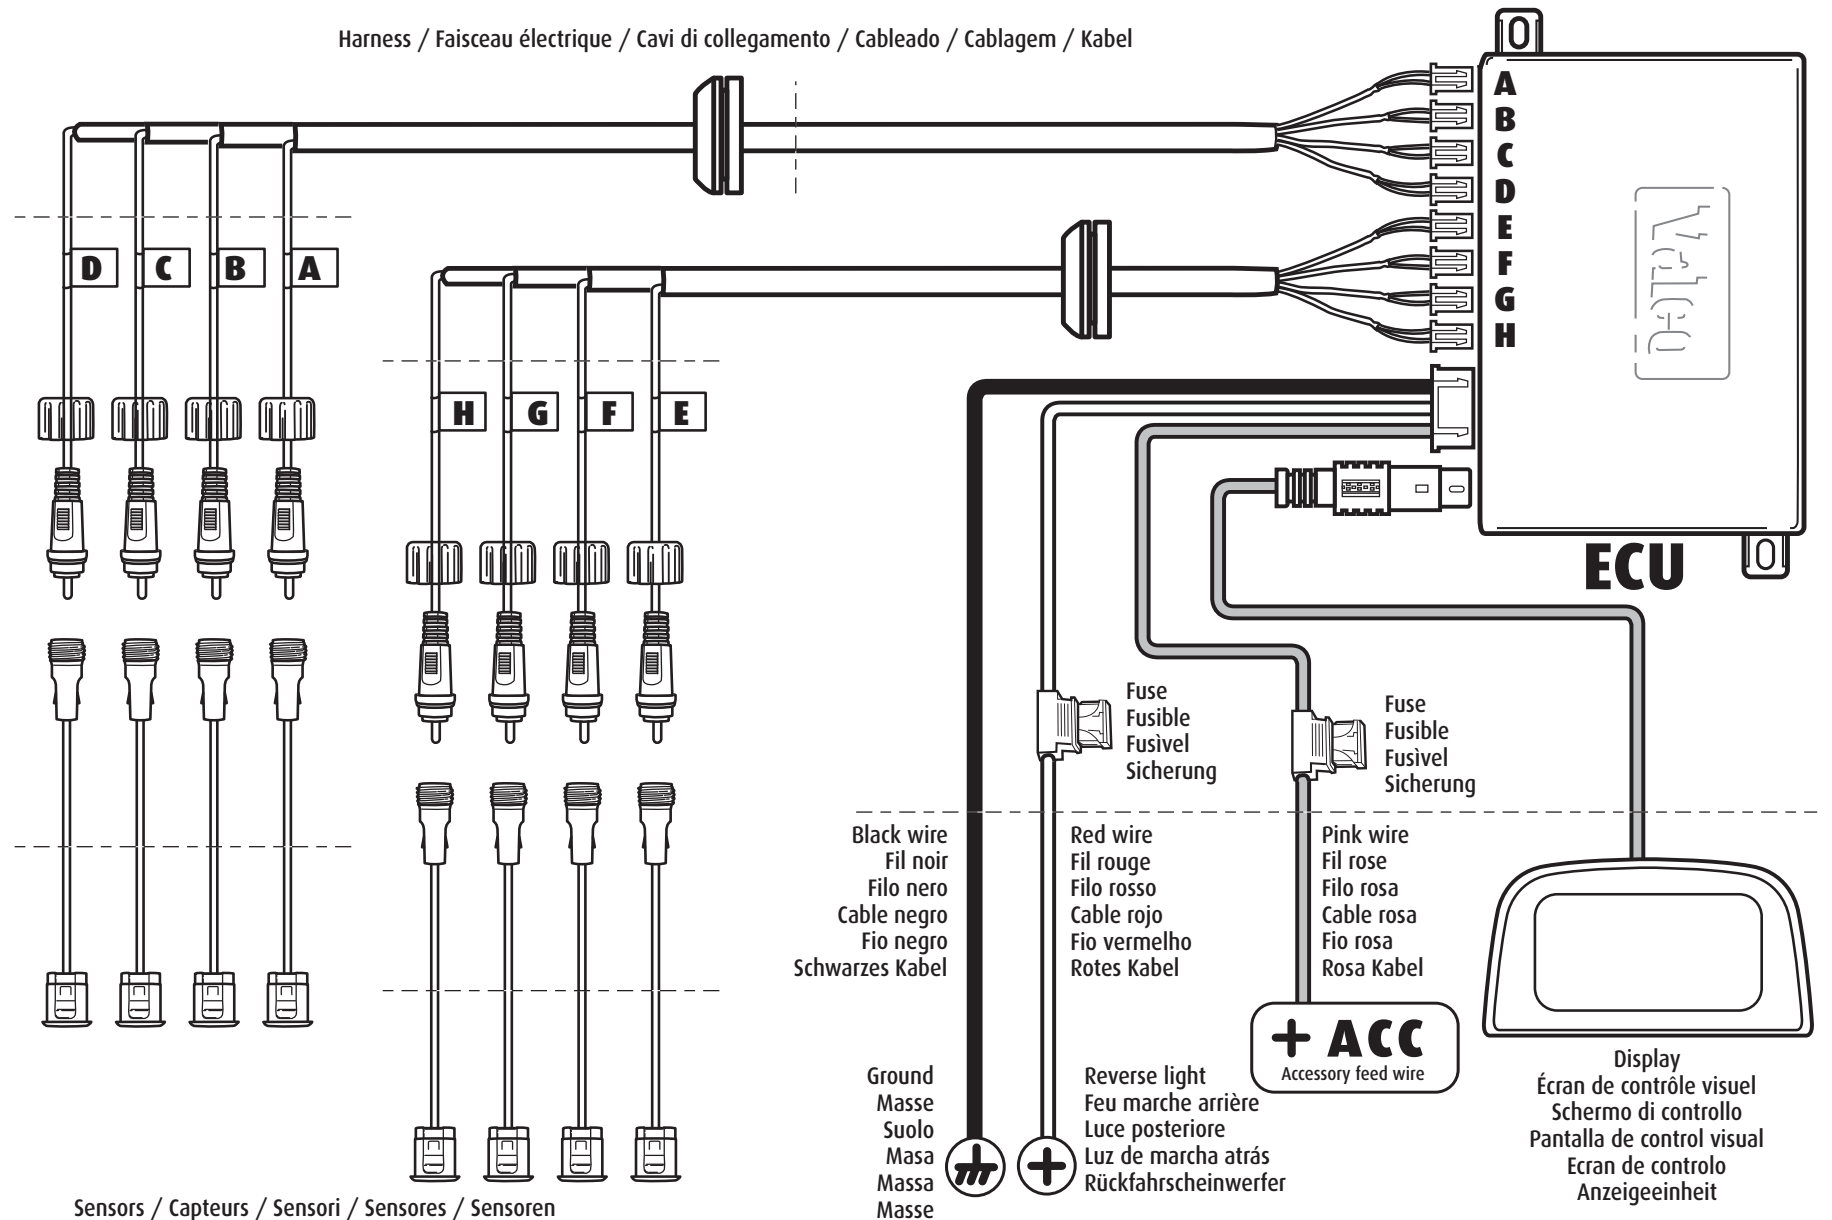 Harness / Faisceau électrique / Cavi di collegamento / Cableado / Cablagem / Kabel
A
B
C
D
E
F
G
H
Valeo
ECU
D
C
B
A
H
G
F
E
Fuse
Fusible
Fusìvel
Sicherung
Fuse
Fusible
Fusìvel
Sicherung
Black wire
Fil noir
Filo nero
Cable negro
Fio negro
Schwarzes Kabel
Red wire
Fil rouge
Filo rosso
Cable rojo
Fio vermelho
Rotes Kabel
Pink wire
Fil rose
Filo rosa
Cable rosa
Fio rosa
Rosa Kabel
+ ACC
Accessory feed wire
Ground
Masse
Suolo
Masa
Massa
Masse
+
Reverse light
Feu marche arrière
Luce posteriore
Luz de marcha atrás
Rückfahrscheinwerfer
Display
Écran de contrôle visuel
Schermo di controllo
Pantalla de control visual
Ecran de controlo
Anzeigeeinheit
Sensors / Capteurs / Sensori / Sensores / Sensoren